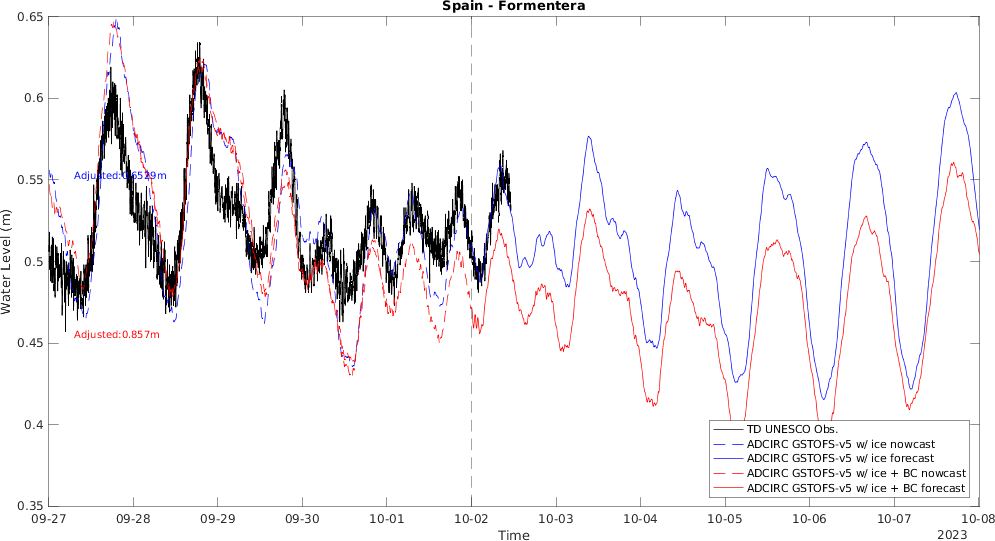 Spain - Formentera
0.65
0.6
0.55
0.5
0.45
0.4
0.35
Water Level (m)
Adjusted:0.6529m
Adjusted:0.857m
TD UNESCO Obs.
ADCIRC GSTOFS-v5 w/ ice nowcast
ADCIRC GSTOFS-v5 w/ ice forecast
ADCIRC GSTOFS-v5 w/ ice + BC nowcast
ADCIRC GSTOFS-v5 w/ ice + BC forecast
09-27 09-28 09-29 09-30 10-01 10-02 10-03 10-04 10-05 10-06 10-07 10-08
Time
2023